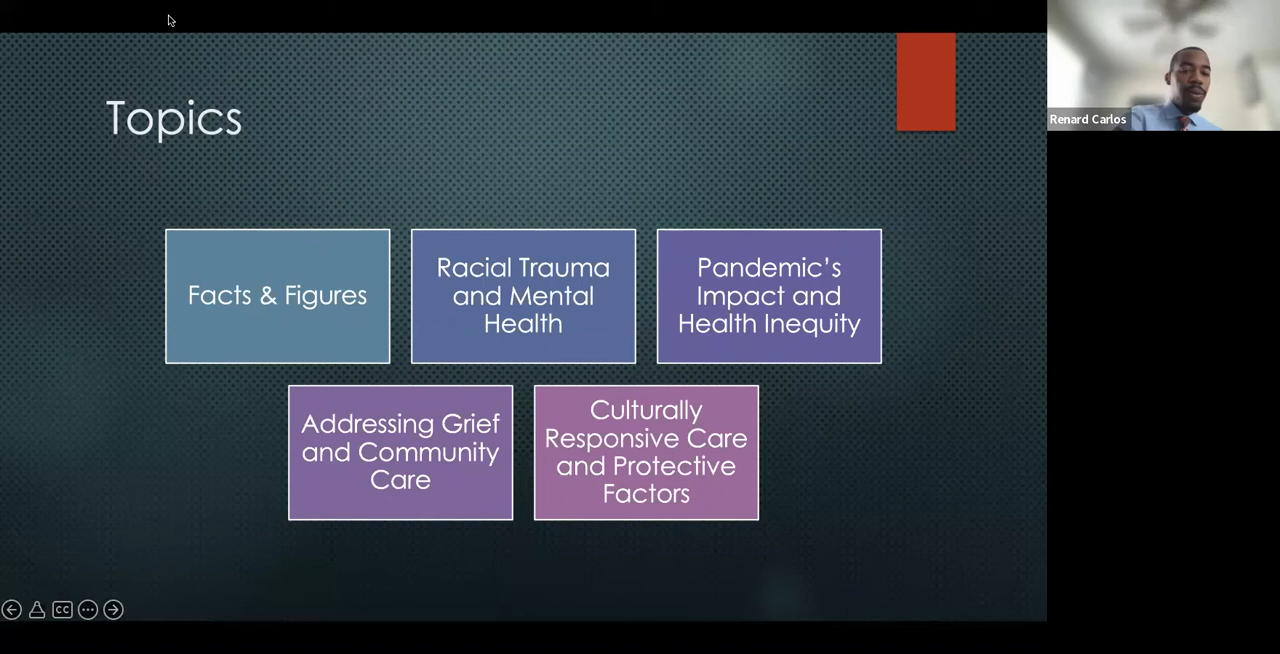 Topics
Renard Carlos
Facts & Figures
Racial Trauma
and Mental
Health
Pandemic’s
Impact and
Health Inequity
Addressing Grief
and Community
Care
Culturally
Responsive Care
and Protective
Factors
CC